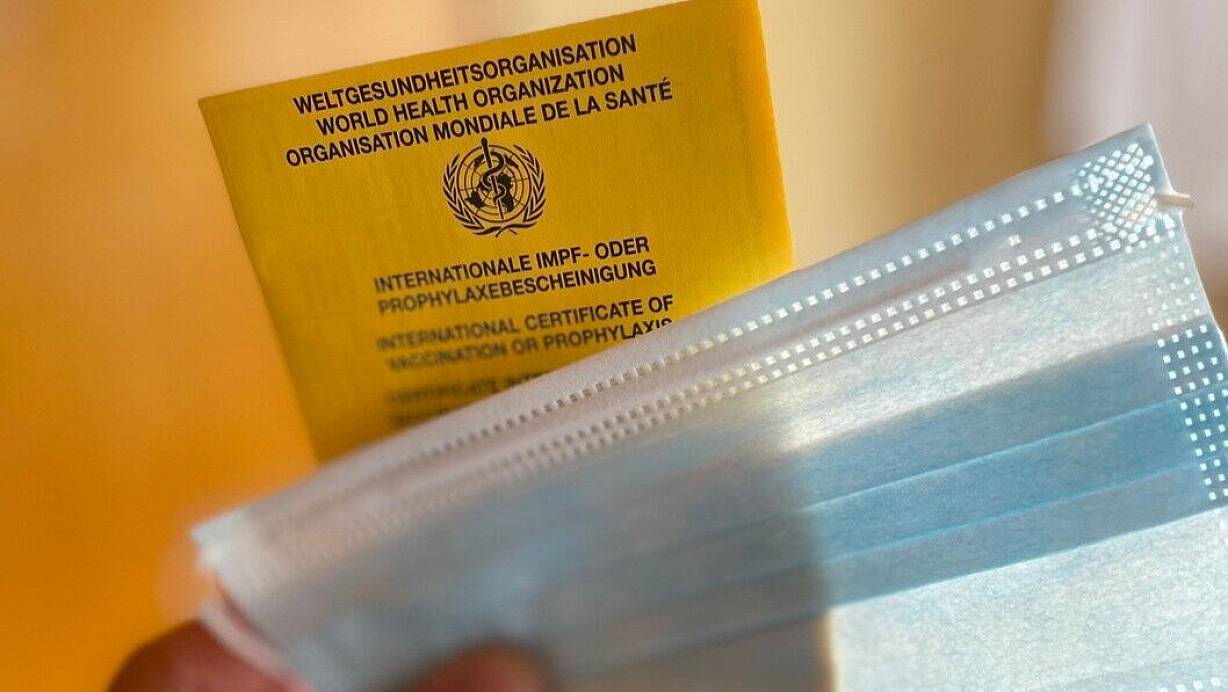 WELTGESUNDHEITSORGANISATION
WORLD HEALTH ORGANIZATION
ORGANISATION MONDIALE DE LA SANTÉ
INTERNATIONALE IMPF- ODER
PROPHYLAXEBESCHEINIGUNG
INTERNATIONAL CERTIFICATE OF
VACCINATION OR PROPHYLAXIS
CERTIFICATE